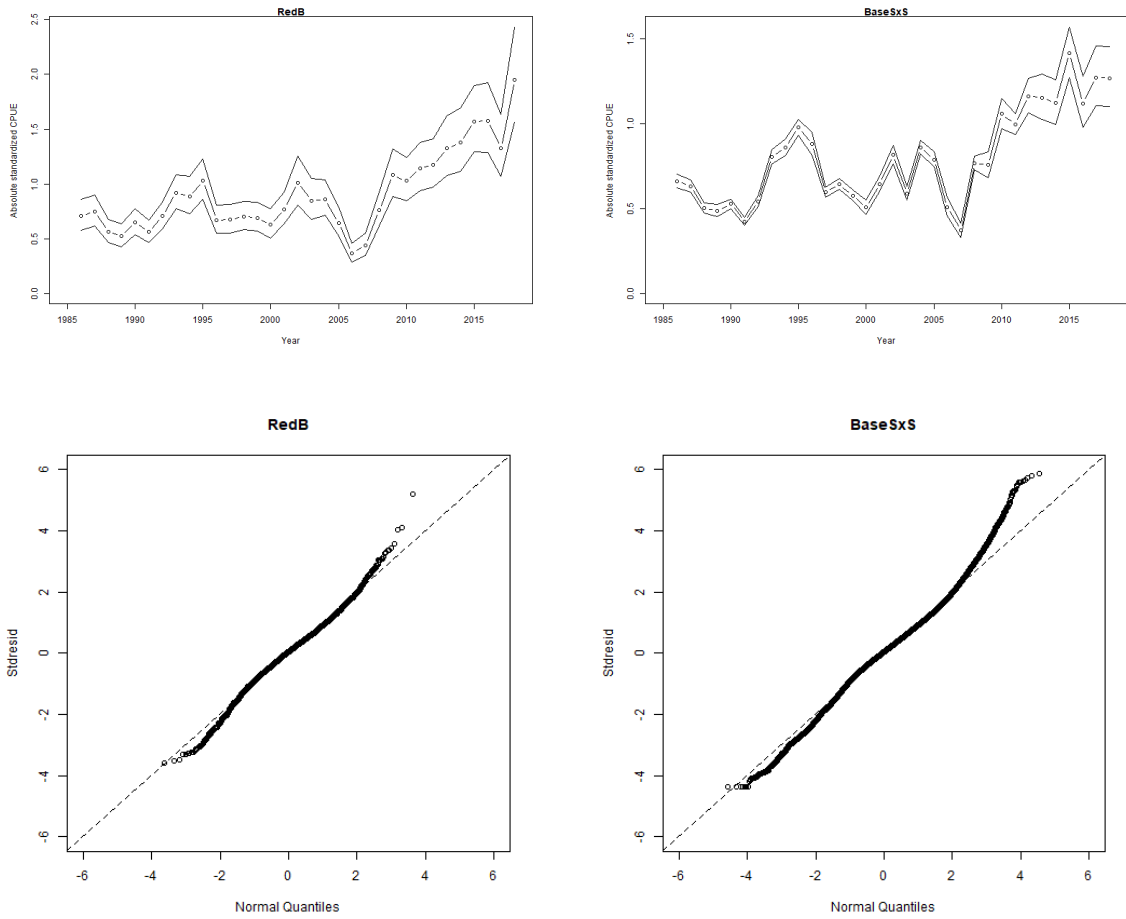 RedB
Absolute standardized CPUE
2.5
2.0
1.5
1.0
0.5
0.0
1985 1990 1995 2000 2005 2010 2015
Year
BaseSxS
Absolute standardized CPUE
1.5
1.0
0.5
0.0
1985 1990 1995 2000 2005 2010 2015
Year
RedB
Stdresid
6
4
2
0
-2
-4
-6
-6 -4 -2 0 2 4 6
Normal Quantiles
BaseSxS
Stdresid
6
4
2
0
-2
-4
-6
-6 -4 -2 0 2 4 6
Normal Quantiles